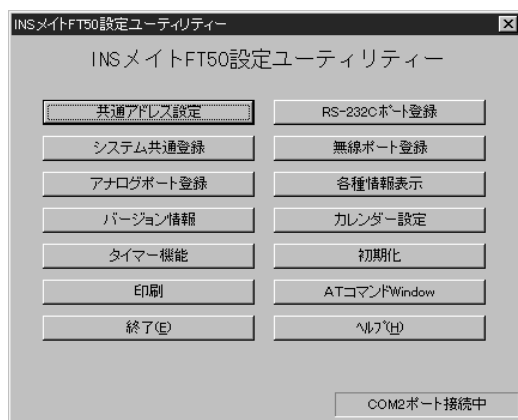 INSメイトFT50設定ユーティリティー
INSメイトFT50設定ユーティリティー
共通アドレス設定
RS-232Cポート登録
システム共通登録
無線ポート登録
アナログポート登録
各種情報表示
バージョン情報
カレンダー設定
タイマー機能
初期化
印刷
ATコマンドWindow
終了(E)
ヘルプ(H)
COM2ポート接続中